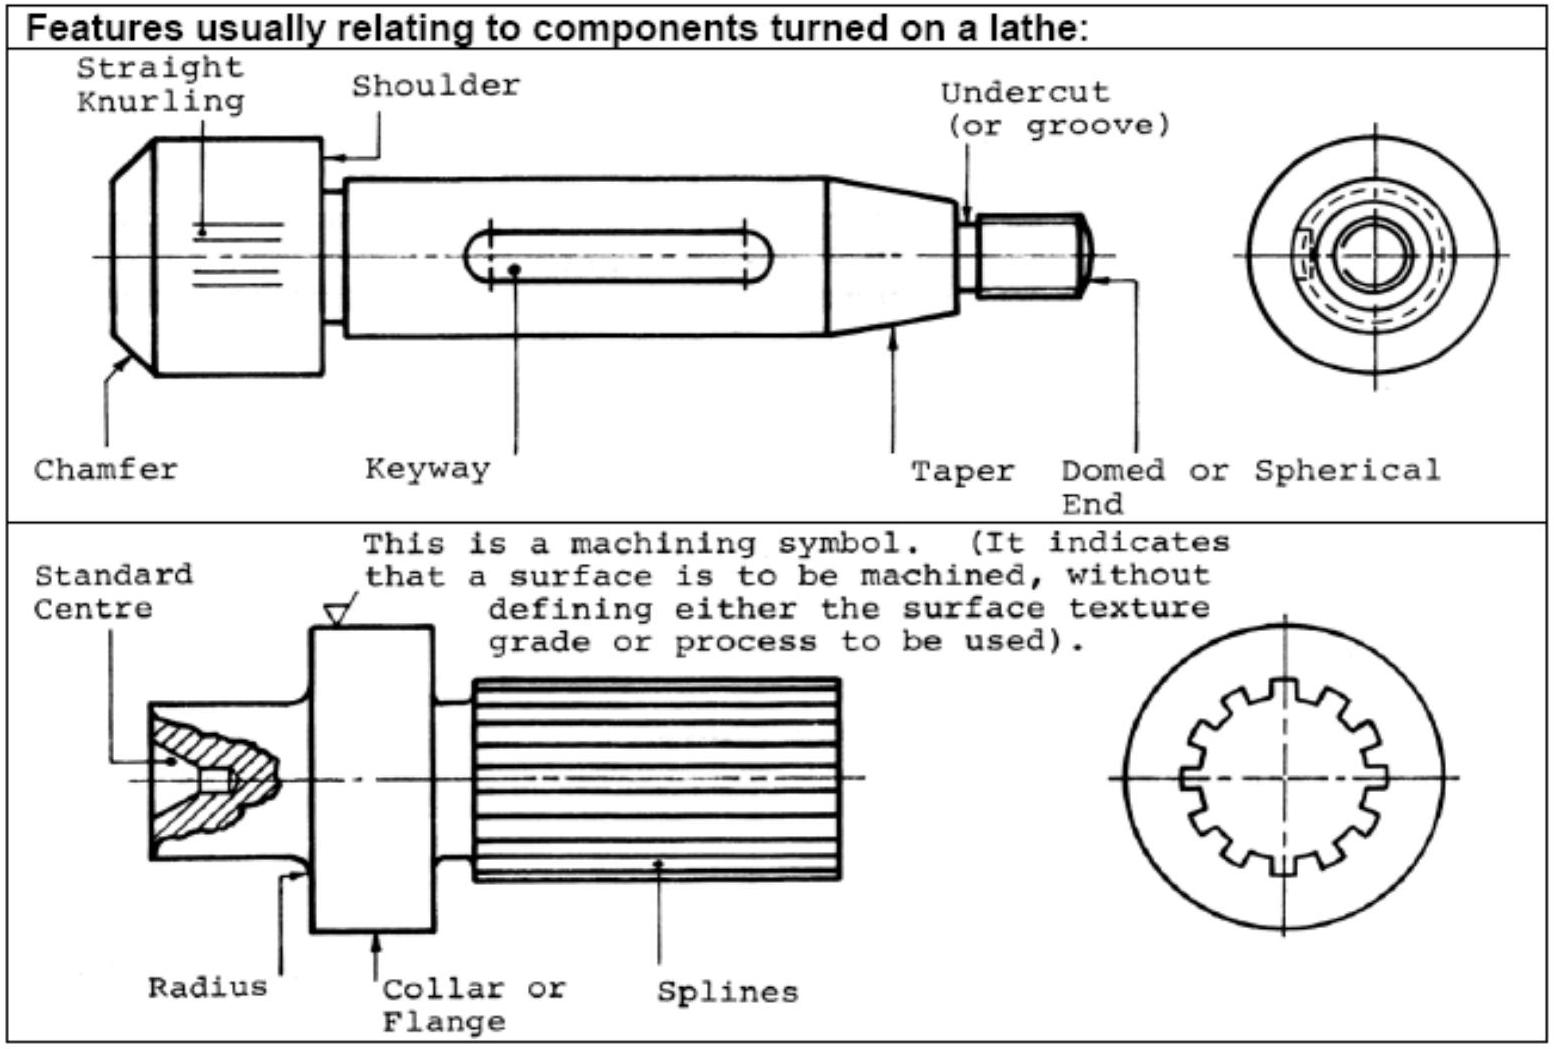 Features usually relating to components turned on a lathe:
Straight
Knurling
Shoulder
Undercut
(or groove)
Chamfer
Keyway
Taper
Domed or Spherical
End
This is a machining symbol. (It indicates
that a surface is to be machined, without
defining either the surface texture
grade or process to be used).
Standard
Centre
Radius
Collar or
Flange
Splines